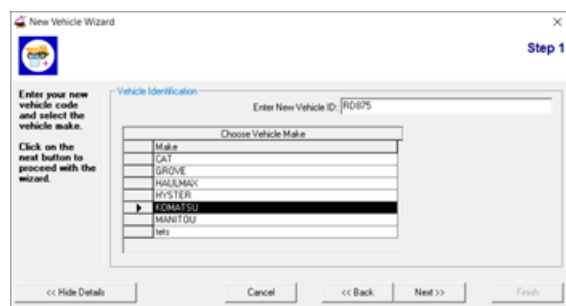 New Vehicle Wizard
Step 1
Enter your new
vehicle code
and select the
vehicle make.
Click on the
next button to
proceed with the
wizard.
Vehicle Identification
Enter New Vehicle ID: RD875
Choose Vehicle Make
Make
CAT
GROVE
HAULMAX
HYSTER
KOMATSU
MANITOU
tets
<< Hide Details
Cancel
<< Back
Next >>
Finish